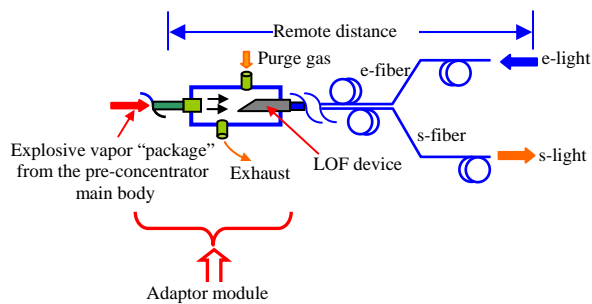 Remote distance
Purge gas
e-fiber
e-light
Explosive vapor “package”
from the pre-concentrator
main body
Exhaust
LOF device
s-fiber
s-light
Adaptor module